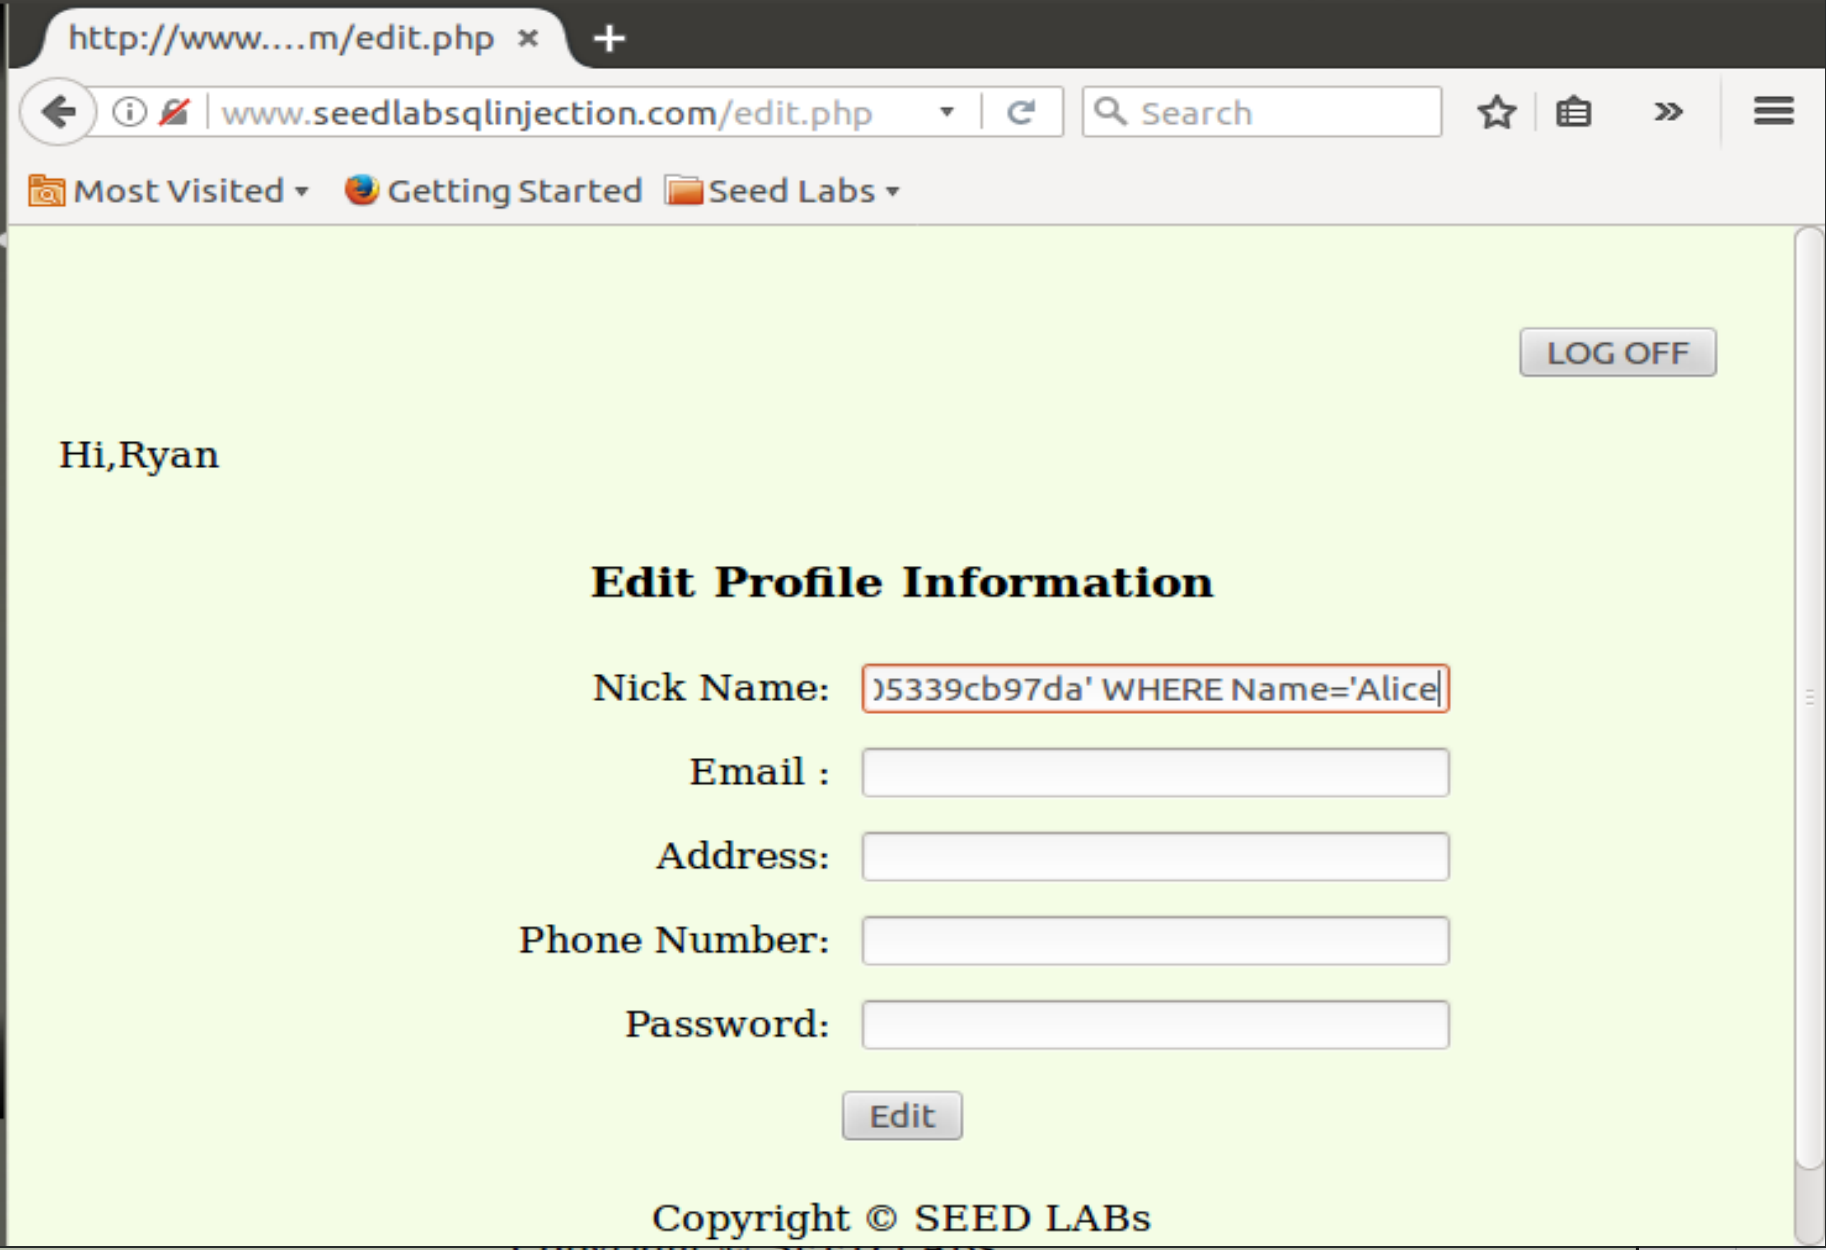 http://www....m/edit.php
www.seedlabsqlinjection.com/edit.php Search
Most Visited Getting Started Seed Labs
LOG OFF
Hi,Ryan
Edit Profile Information
Nick Name: 5339cb97da' WHERE Name='Alice
Email :
Address:
Phone Number:
Password:
Edit
Copyright © SEED LABs